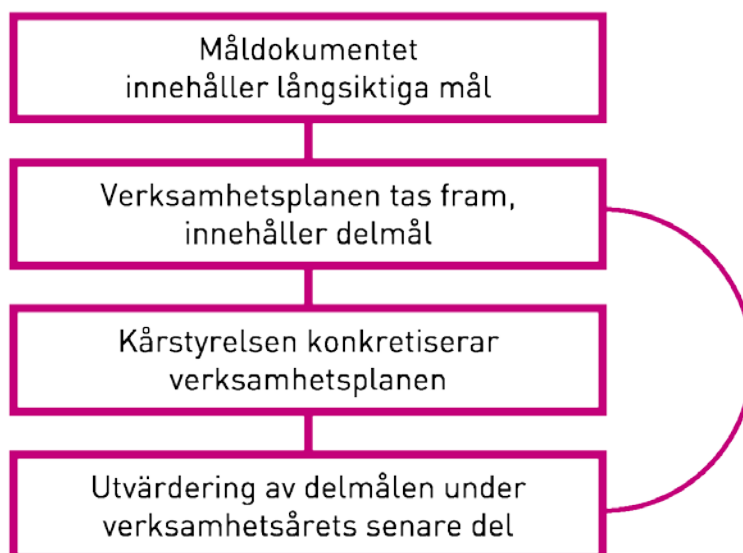 Måldokumentet
innehåller långsiktiga mål
Verksamhetsplanen tas fram,
innehåller delmål
Kårstyrelsen konkretiserar
verksamhetsplanen
Utvärdering av delmålen under
verksamhetsårets senare del